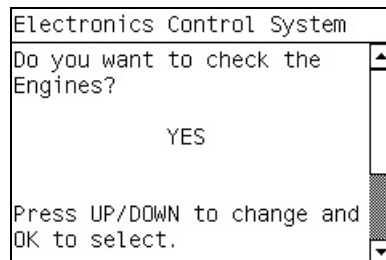 Electronics Control System
Do you want to check the
Engines?
YES
Press UP/DOWN to change and
OK to select.